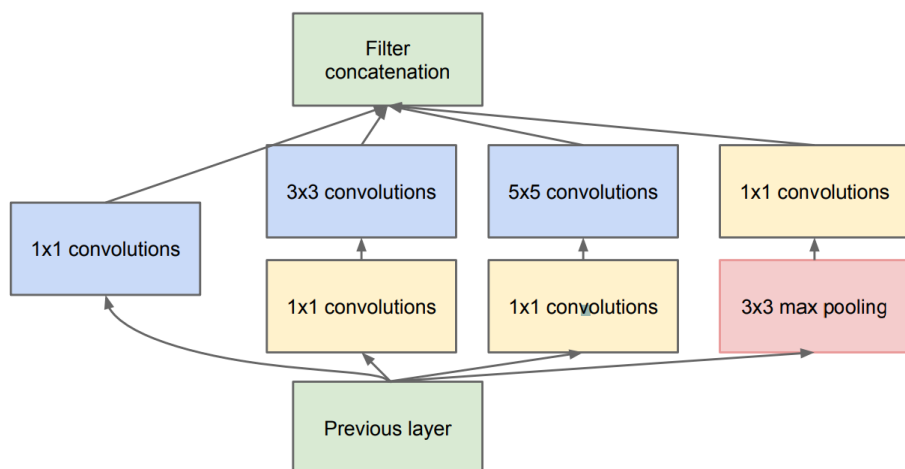 Filter
concatenation
3x3 convolutions
5x5 convolutions
1x1 convolutions
1x1 convolutions
1x1 convolutions
1x1 convolutions
3x3 max pooling
Previous layer